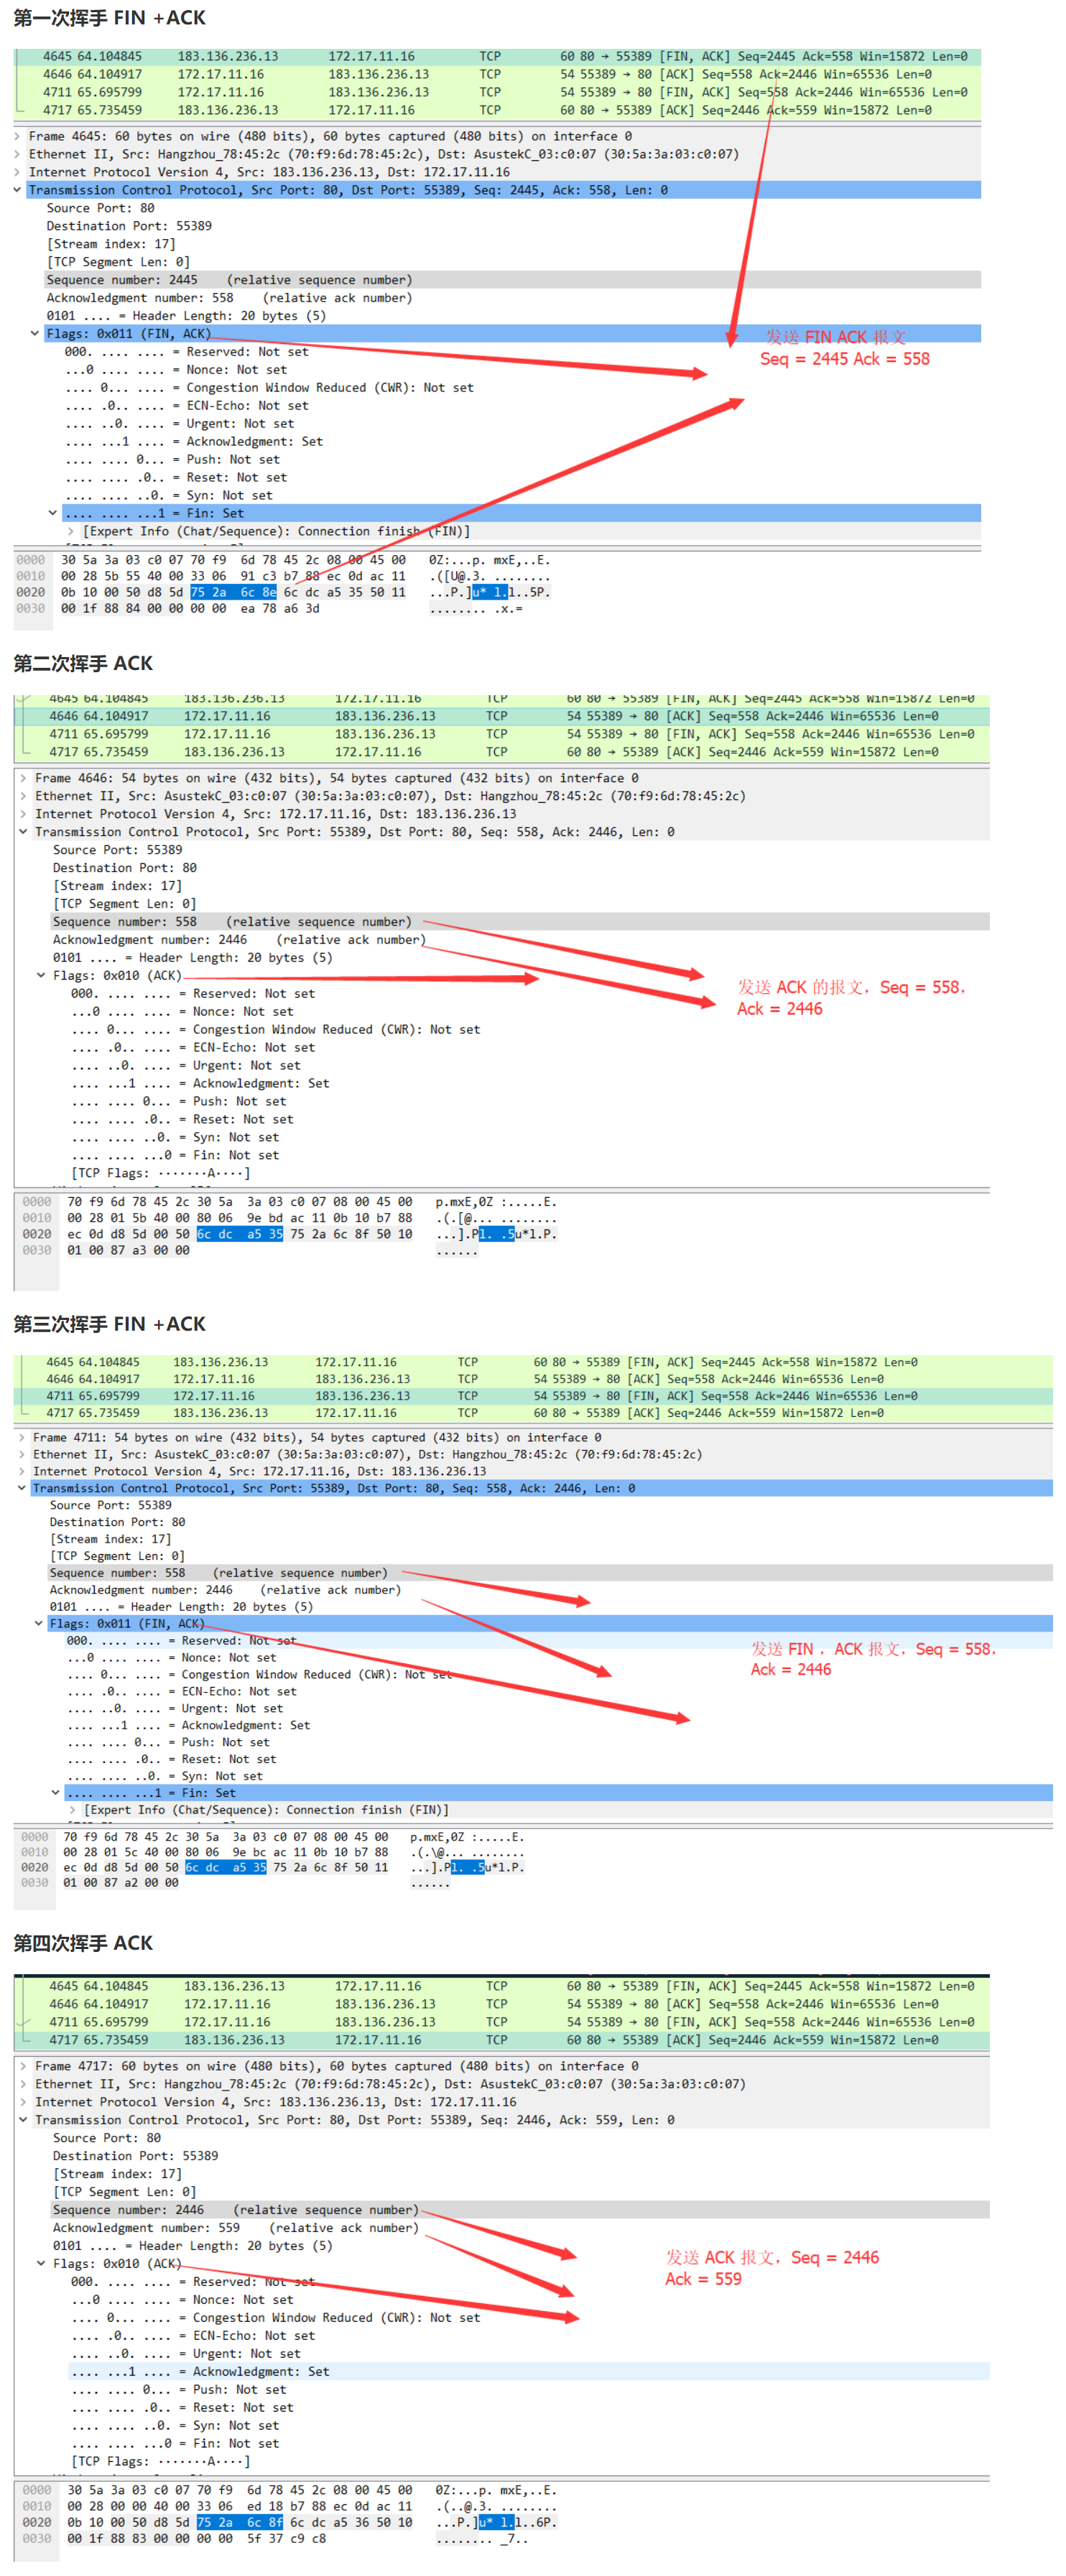 第一次挥手 FIN +ACK
4645 64.104845 183.136.236.13 172.17.11.16 TCP 60 80 → 55389 [FIN, ACK] Seq=2445 Ack=558 Win=15872 Len=0
4646 64.104917 172.17.11.16 183.136.236.13 TCP 54 55389 → 80 [ACK] Seq=558 Ack=2446 Win=65536 Len=0
4711 65.695799 172.17.11.16 183.136.236.13 TCP 54 55389 → 80 [FIN, ACK] Seq=558 Ack=2446 Win=65536 Len=0
4717 65.735459 183.136.236.13 172.17.11.16 TCP 60 80 → 55389 [ACK] Seq=2446 Ack=559 Win=15872 Len=0
Frame 4645: 60 bytes on wire (480 bits), 60 bytes captured (480 bits) on interface 0
Ethernet II, Src: Hangzhou_78:45:2c (70:f9:6d:78:45:2c), Dst: AsustekC_03:c0:07 (30:5a:3a:03:c0:07)
Internet Protocol Version 4, Src: 183.136.236.13, Dst: 172.17.11.16
Transmission Control Protocol, Src Port: 80, Dst Port: 55389, Seq: 2445, Ack: 558, Len: 0
Source Port: 80
Destination Port: 55389
[Stream index: 17]
[TCP Segment Len: 0]
Sequence number: 2445 (relative sequence number)
Acknowledgment number: 558 (relative ack number)
0101 .... = Header Length: 20 bytes (5)
Flags: 0x011 (FIN, ACK)
发送 FIN ACK 报文
000. .... .... = Reserved: Not set
Seq = 2445 Ack = 558
...0 .... .... = Nonce: Not set
.... 0... .... = Congestion Window Reduced (CWR): Not set
.... .0.. .... = ECN-Echo: Not set
.... ..0. .... = Urgent: Not set
.... ...1 .... = Acknowledgment: Set
.... .... 0... = Push: Not set
.... .... .0.. = Reset: Not set
.... .... ..0. = Syn: Not set
.... .... ...1 = Fin: Set
[Expert Info (Chat/Sequence): Connection finish (FIN)]
0000 30 5a 3a 03 c0 07 70 f9 6d 78 45 2c 08 00 45 00 0Z:...p. mxE,..E.
0010 00 28 5b 55 40 00 33 06 91 c3 b7 88 ec 0d ac 11 .([U@.3. ........
0020 0b 10 00 50 d8 5d 75 2a 6c 8e 6c dc a5 35 50 11 ...P.]u* l.l..5P.
0030 00 1f 88 84 00 00 00 00 ea 78 a6 3d ........ .x.=
第二次挥手 ACK
4645 64.104845 183.136.236.13 172.17.11.16 TCP 60 80 → 55389 [FIN, ACK] Seq=2445 Ack=558 Win=15872 Len=0
4646 64.104917 172.17.11.16 183.136.236.13 TCP 54 55389 → 80 [ACK] Seq=558 Ack=2446 Win=65536 Len=0
4711 65.695799 172.17.11.16 183.136.236.13 TCP 54 55389 → 80 [FIN, ACK] Seq=558 Ack=2446 Win=65536 Len=0
4717 65.735459 183.136.236.13 172.17.11.16 TCP 60 80 → 55389 [ACK] Seq=2446 Ack=559 Win=15872 Len=0
Frame 4646: 54 bytes on wire (432 bits), 54 bytes captured (432 bits) on interface 0
Ethernet II, Src: AsustekC_03:c0:07 (30:5a:3a:03:c0:07), Dst: Hangzhou_78:45:2c (70:f9:6d:78:45:2c)
Internet Protocol Version 4, Src: 172.17.11.16, Dst: 183.136.236.13
Transmission Control Protocol, Src Port: 55389, Dst Port: 80, Seq: 558, Ack: 2446, Len: 0
Source Port: 55389
Destination Port: 80
[Stream index: 17]
[TCP Segment Len: 0]
Sequence number: 558 (relative sequence number)
Acknowledgment number: 2446 (relative ack number)
0101 .... = Header Length: 20 bytes (5)
Flags: 0x010 (ACK)
发送 ACK 的报文，Seq = 558，
000. .... .... = Reserved: Not set
Ack = 2446
...0 .... .... = Nonce: Not set
.... 0... .... = Congestion Window Reduced (CWR): Not set
.... .0.. .... = ECN-Echo: Not set
.... ..0. .... = Urgent: Not set
.... ...1 .... = Acknowledgment: Set
.... .... 0... = Push: Not set
.... .... .0.. = Reset: Not set
.... .... ..0. = Syn: Not set
.... .... ...0 = Fin: Not set
[TCP Flags: ·······A····]
0000 70 f9 6d 78 45 2c 30 5a 3a 03 c0 07 08 00 45 00 p.mxE,0Z :.....E.
0010 00 28 01 5b 40 00 80 06 9e bd ac 11 0b 10 b7 88 .(.[@... ........
0020 ec 0d d8 5d 00 50 6c dc a5 35 75 2a 6c 8f 50 10 ...].Pl. .5u*l.P.
0030 01 00 87 a3 00 00 ......
第三次挥手 FIN +ACK
4645 64.104845 183.136.236.13 172.17.11.16 TCP 60 80 → 55389 [FIN, ACK] Seq=2445 Ack=558 Win=15872 Len=0
4646 64.104917 172.17.11.16 183.136.236.13 TCP 54 55389 → 80 [ACK] Seq=558 Ack=2446 Win=65536 Len=0
4711 65.695799 172.17.11.16 183.136.236.13 TCP 54 55389 → 80 [FIN, ACK] Seq=558 Ack=2446 Win=65536 Len=0
4717 65.735459 183.136.236.13 172.17.11.16 TCP 60 80 → 55389 [ACK] Seq=2446 Ack=559 Win=15872 Len=0
Frame 4711: 54 bytes on wire (432 bits), 54 bytes captured (432 bits) on interface 0
Ethernet II, Src: AsustekC_03:c0:07 (30:5a:3a:03:c0:07), Dst: Hangzhou_78:45:2c (70:f9:6d:78:45:2c)
Internet Protocol Version 4, Src: 172.17.11.16, Dst: 183.136.236.13
Transmission Control Protocol, Src Port: 55389, Dst Port: 80, Seq: 558, Ack: 2446, Len: 0
Source Port: 55389
Destination Port: 80
[Stream index: 17]
[TCP Segment Len: 0]
Sequence number: 558 (relative sequence number)
Acknowledgment number: 2446 (relative ack number)
0101 .... = Header Length: 20 bytes (5)
Flags: 0x011 (FIN, ACK)
000. .... .... = Reserved: Not set
发送 FIN ，ACK 报文，Seq = 558，
...0 .... .... = Nonce: Not set
Ack = 2446
.... 0... .... = Congestion Window Reduced (CWR): Not set
.... .0.. .... = ECN-Echo: Not set
.... ..0. .... = Urgent: Not set
.... ...1 .... = Acknowledgment: Set
.... .... 0... = Push: Not set
.... .... .0.. = Reset: Not set
.... .... ..0. = Syn: Not set
.... .... ...1 = Fin: Set
[Expert Info (Chat/Sequence): Connection finish (FIN)]
0000 70 f9 6d 78 45 2c 30 5a 3a 03 c0 07 08 00 45 00 p.mxE,0Z :.....E.
0010 00 28 01 5c 40 00 80 06 9e bc ac 11 0b 10 b7 88 .(.\@... ........
0020 ec 0d d8 5d 00 50 6c dc a5 35 75 2a 6c 8f 50 11 ...].Pl. .5u*l.P.
0030 01 00 87 a2 00 00 ......
第四次挥手 ACK
4645 64.104845 183.136.236.13 172.17.11.16 TCP 60 80 → 55389 [FIN, ACK] Seq=2445 Ack=558 Win=15872 Len=0
4646 64.104917 172.17.11.16 183.136.236.13 TCP 54 55389 → 80 [ACK] Seq=558 Ack=2446 Win=65536 Len=0
4711 65.695799 172.17.11.16 183.136.236.13 TCP 54 55389 → 80 [FIN, ACK] Seq=558 Ack=2446 Win=65536 Len=0
4717 65.735459 183.136.236.13 172.17.11.16 TCP 60 80 → 55389 [ACK] Seq=2446 Ack=559 Win=15872 Len=0
Frame 4717: 60 bytes on wire (480 bits), 60 bytes captured (480 bits) on interface 0
Ethernet II, Src: Hangzhou_78:45:2c (70:f9:6d:78:45:2c), Dst: AsustekC_03:c0:07 (30:5a:3a:03:c0:07)
Internet Protocol Version 4, Src: 183.136.236.13, Dst: 172.17.11.16
Transmission Control Protocol, Src Port: 80, Dst Port: 55389, Seq: 2446, Ack: 559, Len: 0
Source Port: 80
Destination Port: 55389
[Stream index: 17]
[TCP Segment Len: 0]
Sequence number: 2446 (relative sequence number)
Acknowledgment number: 559 (relative ack number)
0101 .... = Header Length: 20 bytes (5)
Flags: 0x010 (ACK)
发送 ACK 报文，Seq = 2446
000. .... .... = Reserved: Not set
Ack = 559
...0 .... .... = Nonce: Not set
.... 0... .... = Congestion Window Reduced (CWR): Not set
.... .0.. .... = ECN-Echo: Not set
.... ..0. .... = Urgent: Not set
.... ...1 .... = Acknowledgment: Set
.... .... 0... = Push: Not set
.... .... .0.. = Reset: Not set
.... .... ..0. = Syn: Not set
.... .... ...0 = Fin: Not set
[TCP Flags: ·······A····]
0000 30 5a 3a 03 c0 07 70 f9 6d 78 45 2c 08 00 45 00 0Z:...p. mxE,..E.
0010 00 28 00 00 40 00 33 06 ed 18 b7 88 ec 0d ac 11 .(..@.3. ........
0020 0b 10 00 50 d8 5d 75 2a 6c 8f 6c dc a5 36 50 10 ...P.]u* l.l..6P.
0030 00 1f 88 83 00 00 00 00 5f 37 c9 c8 ........ _7..